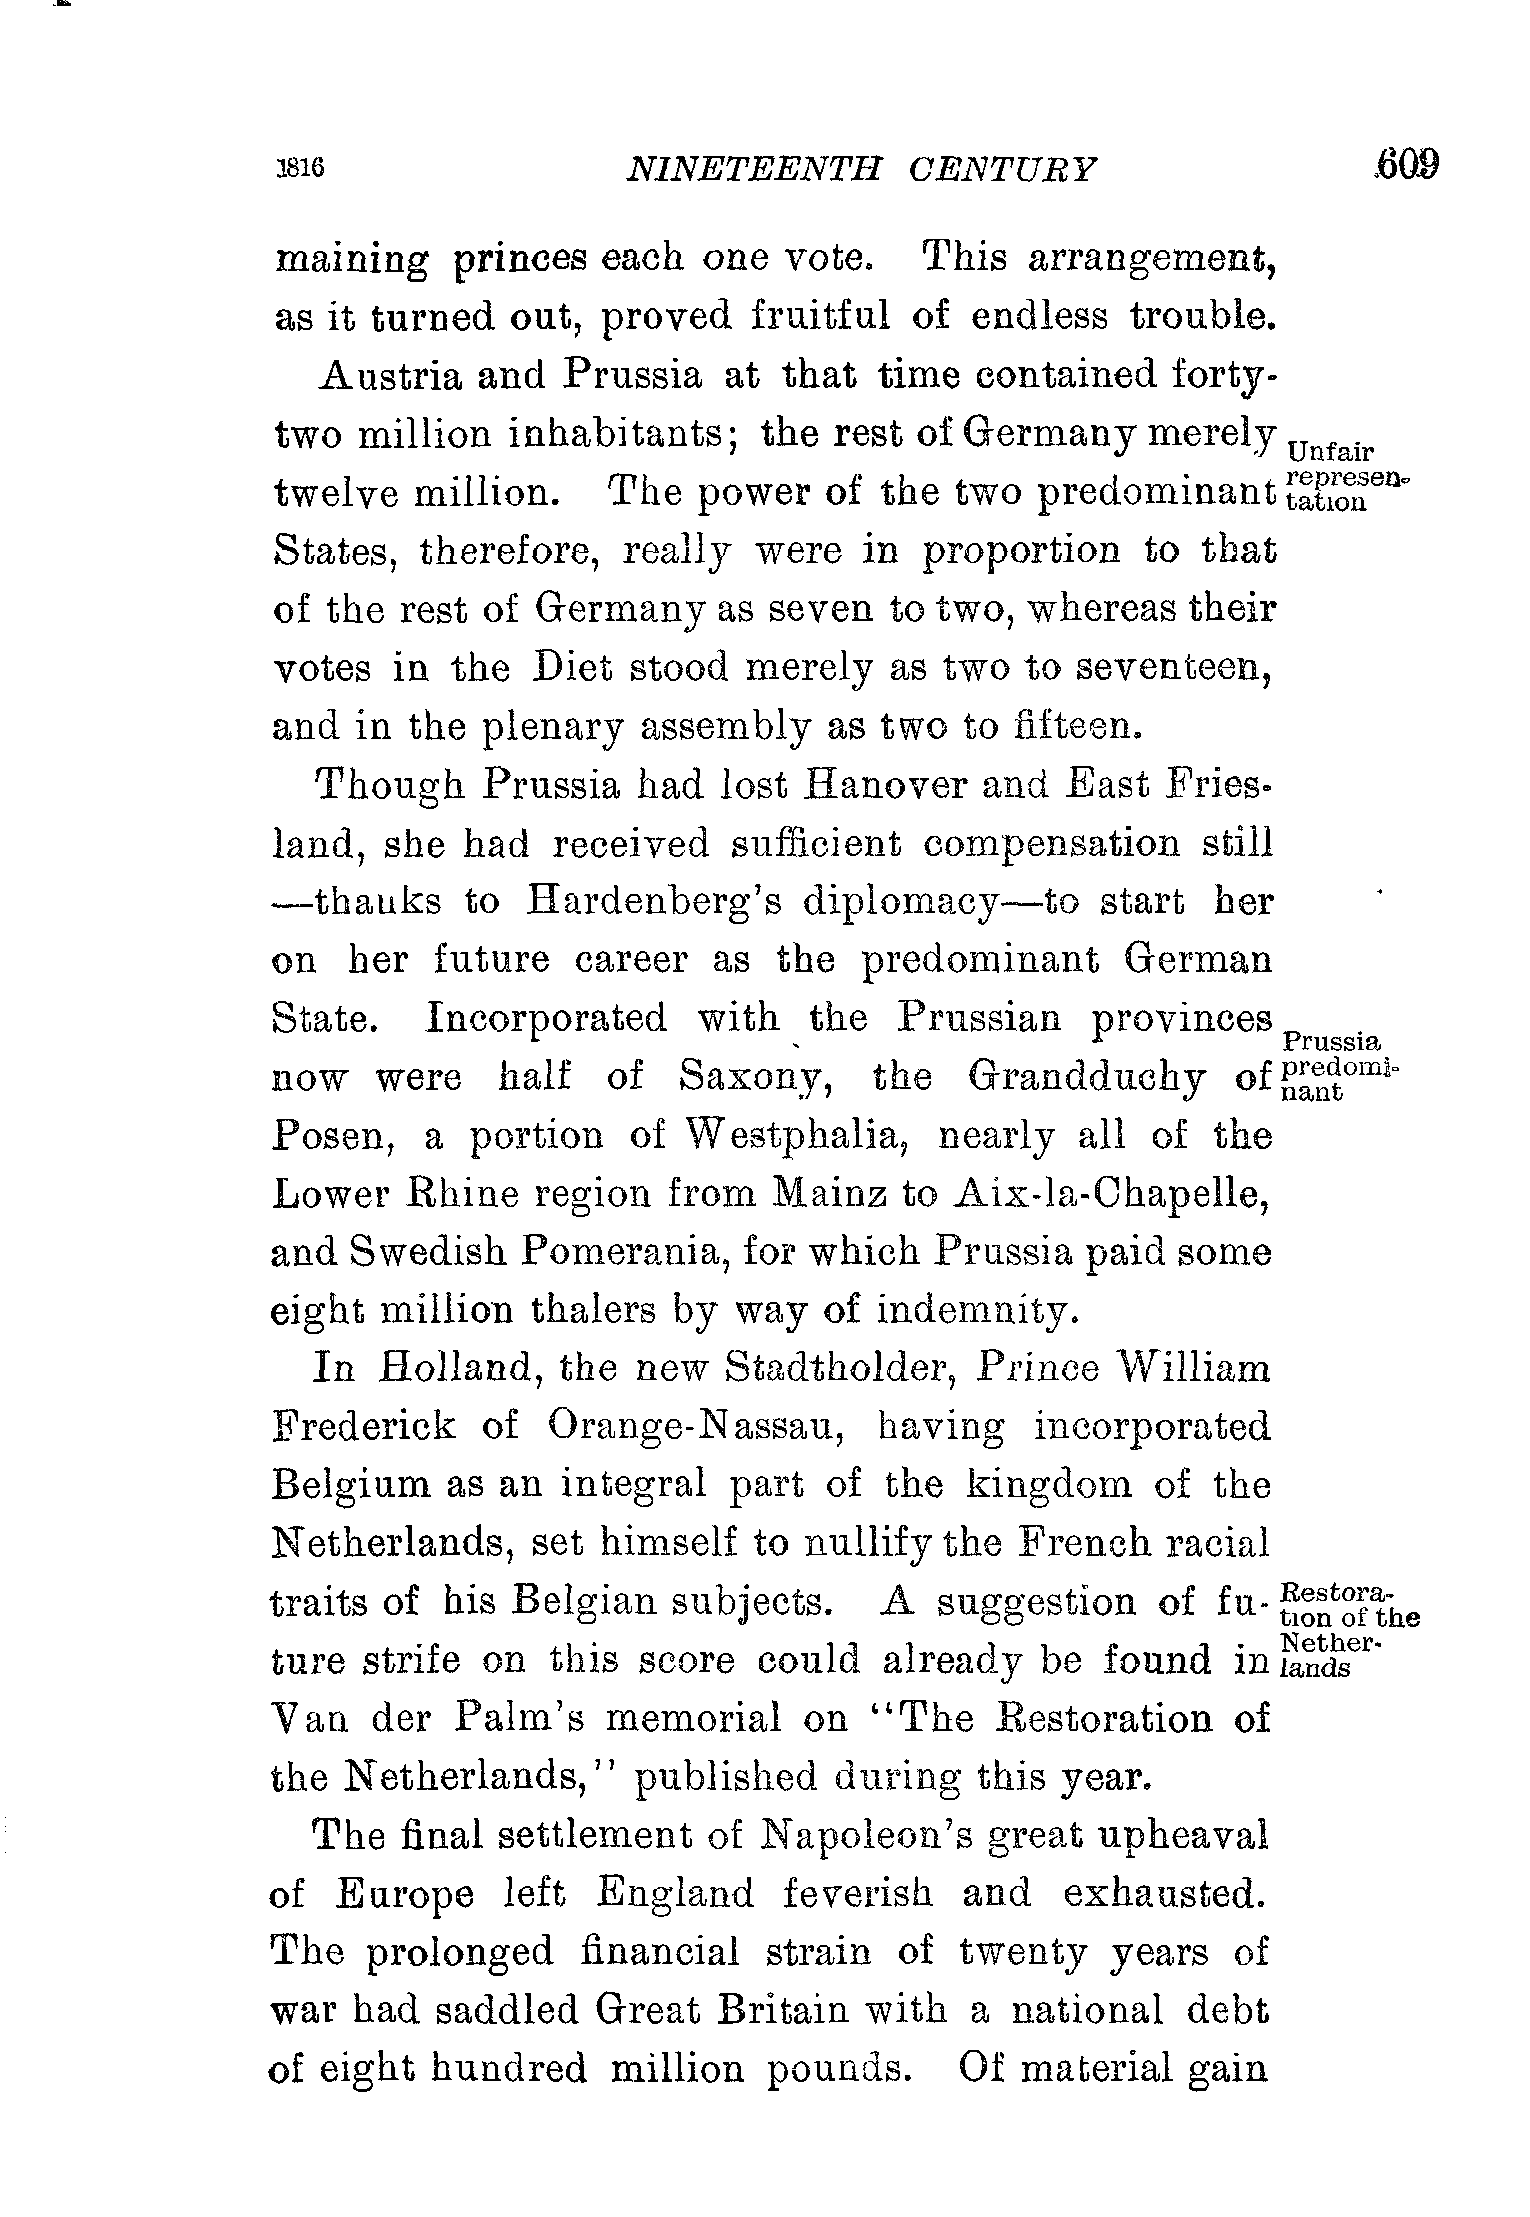 1816 NINETEENTH CENTURY 609
maining princes each one vote. This arrangement,
as it turned out, proved fruitful of endless trouble.
Austria and Prussia at that time contained forty-
two million inhabitants; the rest of Germany merely
twelve million. The power of the two predominant
Unfair
represen-
tation
States, therefore, really were in proportion to that
of the rest of Germany as seven to two, whereas their
votes in the Diet stood merely as two to seventeen,
and in the plenary assembly as two to fifteen.
Though Prussia had lost Hanover and East Fries-
land, she had received sufficient compensation still
—thanks to Hardenberg's diplomacy—to start her
on her future career as the predominant German
State. Incorporated with the Prussian provinces
now were half of Saxony, the Grandduchy of
Prussia
predomi-
nant
Posen, a portion of Westphalia, nearly all of the
Lower Rhine region from Mainz to Aix-la-Chapelle,
and Swedish Pomerania, for which Prussia paid some
eight million thalers by way of indemnity.
In Holland, the new Stadtholder, Prince William
Frederick of Orange-Nassau, having incorporated
Belgium as an integral part of the kingdom of the
Netherlands, set himself to nullify the French racial
traits of his Belgian subjects. A suggestion of fu-
ture strife on this score could already be found in
Restora-
tion of the
Nether-
lands
Van der Palm's memorial on "The Restoration of
the Netherlands," published during this year.
The final settlement of Napoleon's great upheaval
of Europe left England feverish and exhausted.
The prolonged financial strain of twenty years of
war had saddled Great Britain with a national debt
of eight hundred million pounds. Of material gain